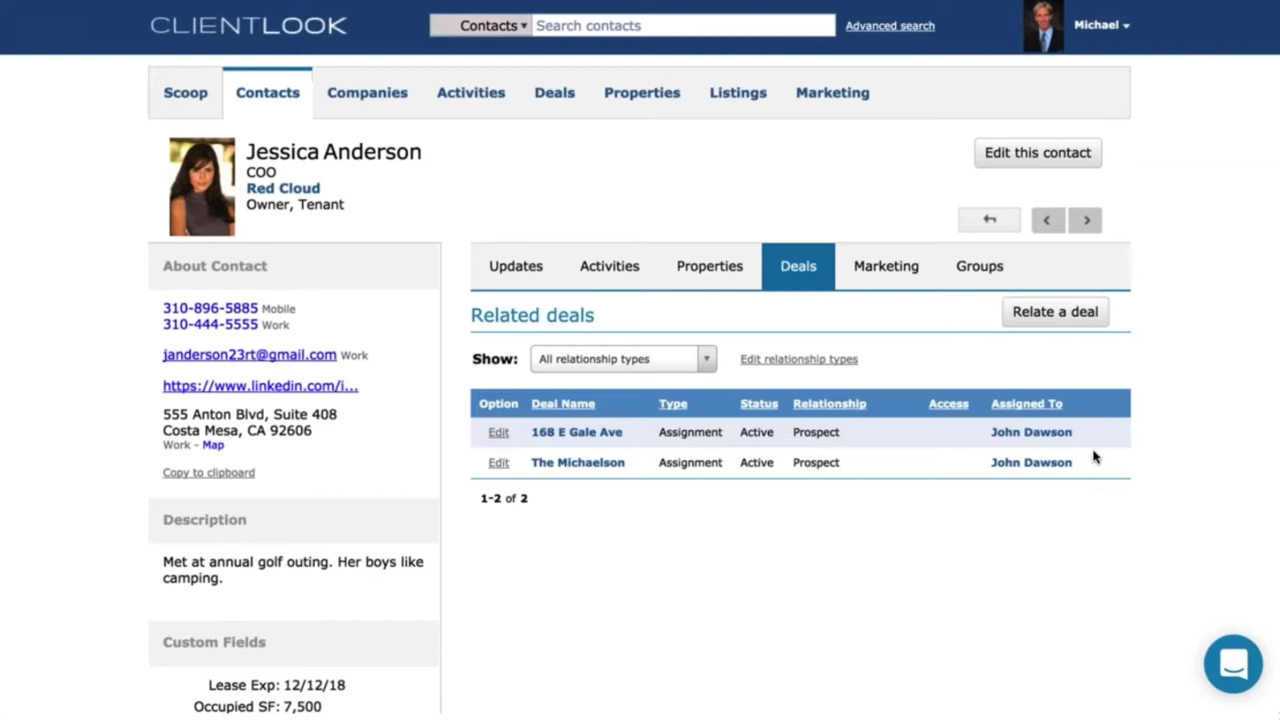 CLIENTLOOK
Contacts
Search contacts
Advanced search
Michael
Scoop
Contacts
Companies
Activities
Deals
Properties
Listings
Marketing
Jessica Anderson
COO
Red Cloud
Owner, Tenant
Edit this contact
About Contact
310-896-5885 Mobile
310-444-5555 Work
janderson23rt@gmail.com Work
https://www.linkedin.com/i...
555 Anton Blvd, Suite 408
Costa Mesa, CA 92606
Work - Map
Copy to clipboard
Description
Met at annual golf outing. Her boys like
camping.
Custom Fields
Lease Exp: 12/12/18
Occupied SF: 7,500
Updates
Activities
Properties
Deals
Marketing
Groups
Related deals
Relate a deal
Show: All relationship types
Edit relationship types
Option Deal Name Type Status Relationship Access Assigned To
Edit 168 E Gale Ave Assignment Active Prospect John Dawson
Edit The Michaelson Assignment Active Prospect John Dawson
1-2 of 2